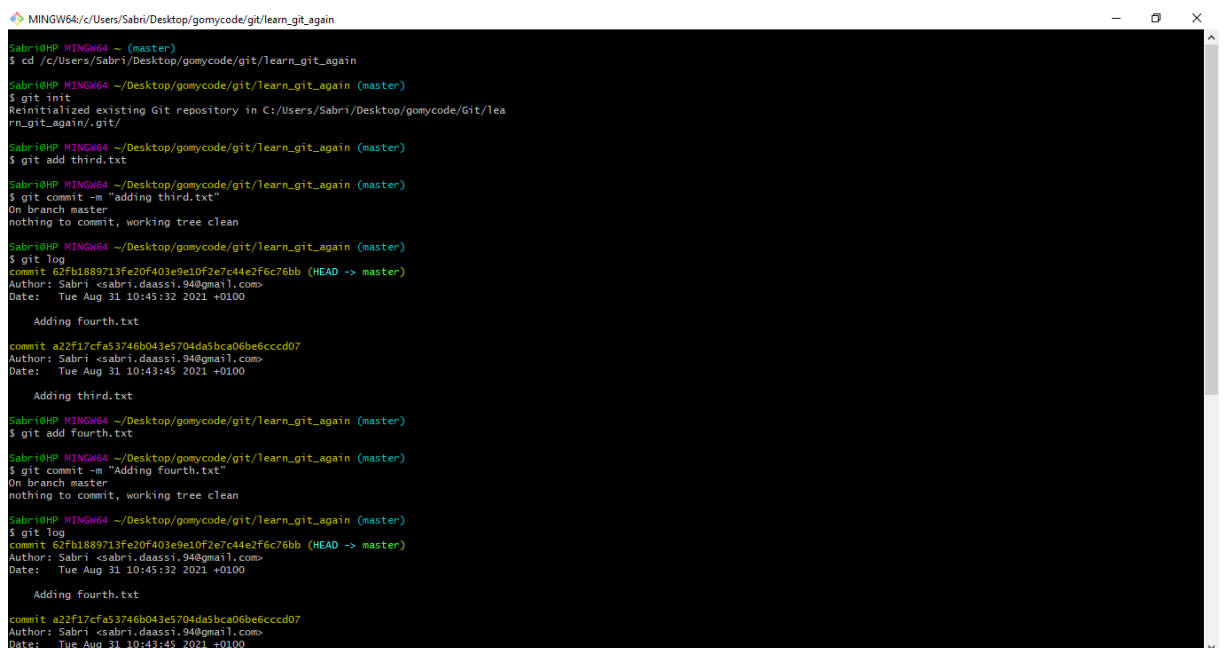 MINGW64:/c/Users/Sabri/Desktop/gomycode/git/learn_git_again
Sabri@HP MINGW64 ~ (master)
$ cd /c/Users/Sabri/Desktop/gomycode/git/learn_git_again
Sabri@HP MINGW64 ~/Desktop/gomycode/git/learn_git_again (master)
$ git init
Reinitialized existing Git repository in C:/Users/Sabri/Desktop/gomycode/Git/lea
rn_git_again/.git/
Sabri@HP MINGW64 ~/Desktop/gomycode/git/learn_git_again (master)
$ git add third.txt
Sabri@HP MINGW64 ~/Desktop/gomycode/git/learn_git_again (master)
$ git commit -m "adding third.txt"
On branch master
nothing to commit, working tree clean
Sabri@HP MINGW64 ~/Desktop/gomycode/git/learn_git_again (master)
$ git log
commit 62fb1889713fe20f403e9e10f2e7c44e2f6c76bb (HEAD -> master)
Author: Sabri <sabri.daassi.94@gmail.com>
Date:   Tue Aug 31 10:45:32 2021 +0100
    Adding fourth.txt
commit a22f17cfa53746b043e5704da5bca06be6cccd07
Author: Sabri <sabri.daassi.94@gmail.com>
Date:   Tue Aug 31 10:43:45 2021 +0100
    Adding third.txt
Sabri@HP MINGW64 ~/Desktop/gomycode/git/learn_git_again (master)
$ git add fourth.txt
Sabri@HP MINGW64 ~/Desktop/gomycode/git/learn_git_again (master)
$ git commit -m "Adding fourth.txt"
On branch master
nothing to commit, working tree clean
Sabri@HP MINGW64 ~/Desktop/gomycode/git/learn_git_again (master)
$ git log
commit 62fb1889713fe20f403e9e10f2e7c44e2f6c76bb (HEAD -> master)
Author: Sabri <sabri.daassi.94@gmail.com>
Date:   Tue Aug 31 10:45:32 2021 +0100
    Adding fourth.txt
commit a22f17cfa53746b043e5704da5bca06be6cccd07
Author: Sabri <sabri.daassi.94@gmail.com>
Date:   Tue Aug 31 10:43:45 2021 +0100